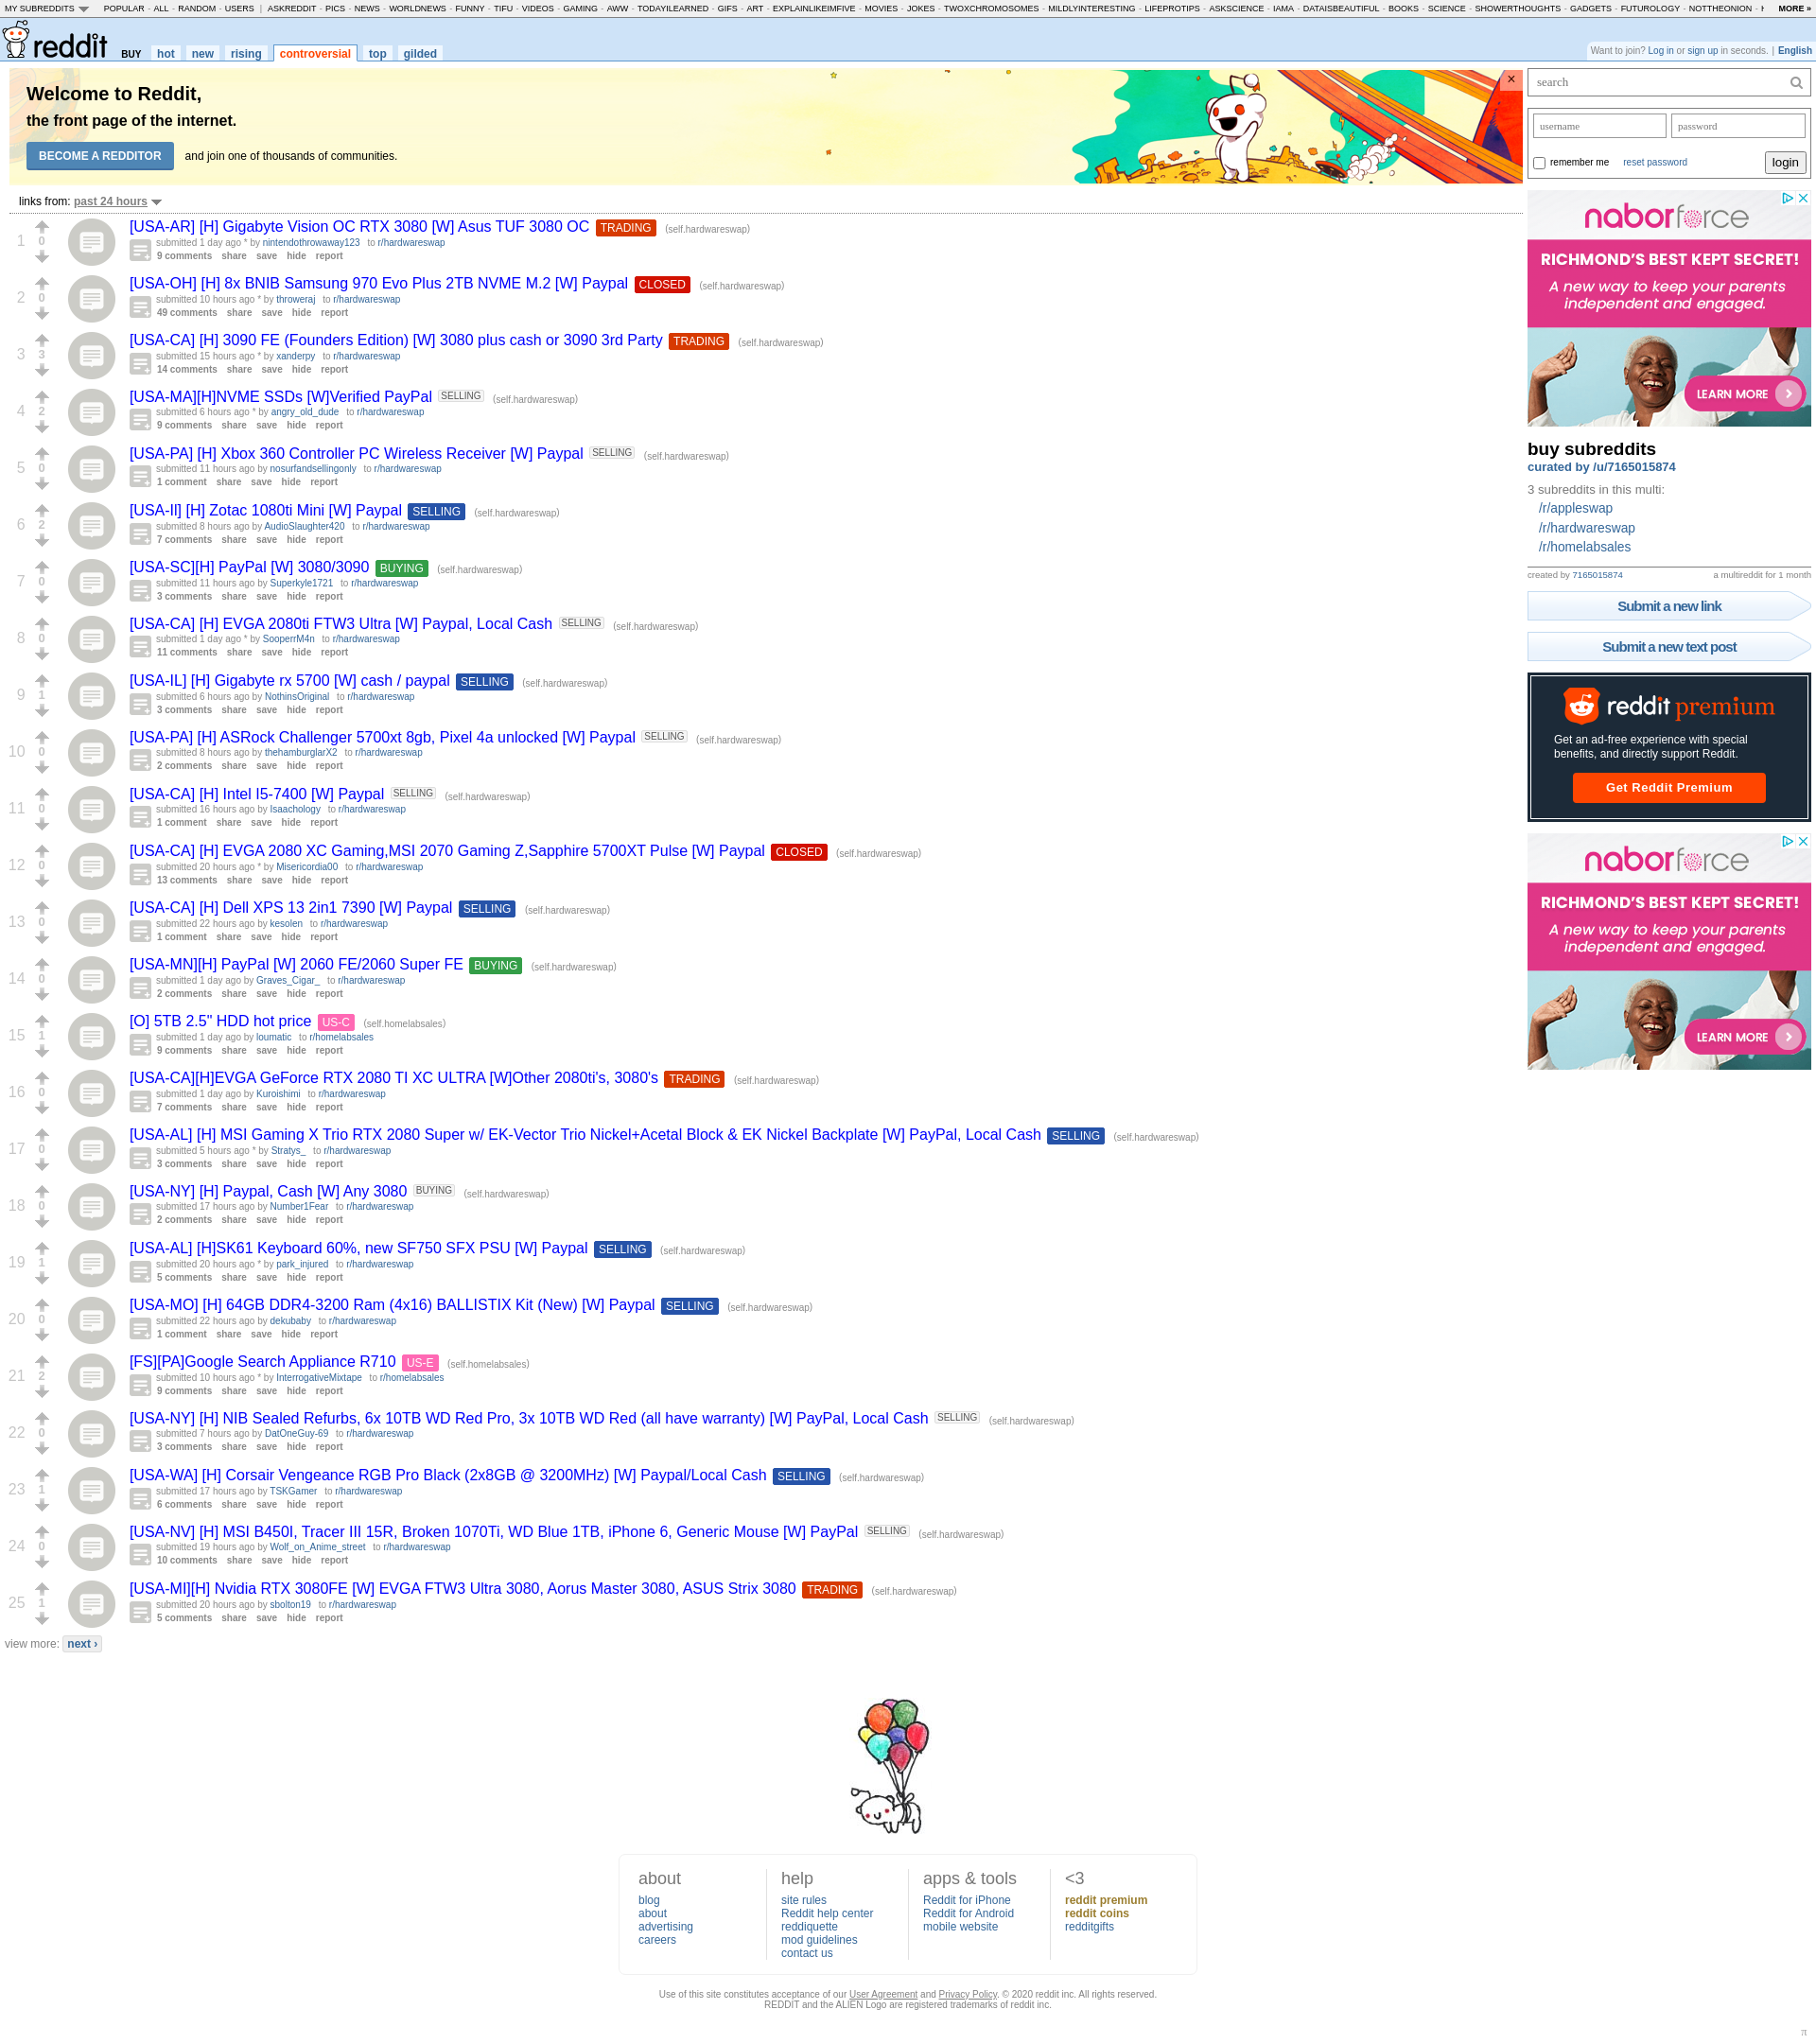 MY SUBREDDITS POPULAR - ALL - RANDOM - USERS | ASKREDDIT - PICS - NEWS - WORLDNEWS - FUNNY - TIFU - VIDEOS - GAMING - AWW - TODAYILEARNED - GIFS - ART - EXPLAINLIKEIMFIVE - MOVIES - JOKES - TWOXCHROMOSOMES - MILDLYINTERESTING - LIFEPROTIPS - ASKSCIENCE - IAMA - DATAISBEAUTIFUL - BOOKS - SCIENCE - SHOWERTHOUGHTS - GADGETS - FUTUROLOGY - NOTTHEONION - MORE »
reddit BUY hot new rising controversial top gilded
Want to join? Log in or sign up in seconds. | English
Welcome to Reddit,
the front page of the internet.
BECOME A REDDITOR and join one of thousands of communities.
×
links from: past 24 hours
1 0 [USA-AR] [H] Gigabyte Vision OC RTX 3080 [W] Asus TUF 3080 OC TRADING (self.hardwareswap)
submitted 1 day ago * by nintendothrowaway123 to r/hardwareswap
9 comments share save hide report
2 0 [USA-OH] [H] 8x BNIB Samsung 970 Evo Plus 2TB NVME M.2 [W] Paypal CLOSED (self.hardwareswap)
submitted 10 hours ago * by throweraj to r/hardwareswap
49 comments share save hide report
3 3 [USA-CA] [H] 3090 FE (Founders Edition) [W] 3080 plus cash or 3090 3rd Party TRADING (self.hardwareswap)
submitted 15 hours ago * by xanderpy to r/hardwareswap
14 comments share save hide report
4 2 [USA-MA][H]NVME SSDs [W]Verified PayPal SELLING (self.hardwareswap)
submitted 6 hours ago * by angry_old_dude to r/hardwareswap
9 comments share save hide report
5 0 [USA-PA] [H] Xbox 360 Controller PC Wireless Receiver [W] Paypal SELLING (self.hardwareswap)
submitted 11 hours ago by nosurfandsellingonly to r/hardwareswap
1 comment share save hide report
6 2 [USA-Il] [H] Zotac 1080ti Mini [W] Paypal SELLING (self.hardwareswap)
submitted 8 hours ago by AudioSlaughter420 to r/hardwareswap
7 comments share save hide report
7 0 [USA-SC][H] PayPal [W] 3080/3090 BUYING (self.hardwareswap)
submitted 11 hours ago by Superkyle1721 to r/hardwareswap
3 comments share save hide report
8 0 [USA-CA] [H] EVGA 2080ti FTW3 Ultra [W] Paypal, Local Cash SELLING (self.hardwareswap)
submitted 1 day ago * by SooperrM4n to r/hardwareswap
11 comments share save hide report
9 1 [USA-IL] [H] Gigabyte rx 5700 [W] cash / paypal SELLING (self.hardwareswap)
submitted 6 hours ago by NothinsOriginal to r/hardwareswap
3 comments share save hide report
10 0 [USA-PA] [H] ASRock Challenger 5700xt 8gb, Pixel 4a unlocked [W] Paypal SELLING (self.hardwareswap)
submitted 8 hours ago by thehamburglarX2 to r/hardwareswap
2 comments share save hide report
11 0 [USA-CA] [H] Intel I5-7400 [W] Paypal SELLING (self.hardwareswap)
submitted 16 hours ago by Isaachology to r/hardwareswap
1 comment share save hide report
12 0 [USA-CA] [H] EVGA 2080 XC Gaming,MSI 2070 Gaming Z,Sapphire 5700XT Pulse [W] Paypal CLOSED (self.hardwareswap)
submitted 20 hours ago * by Misericordia00 to r/hardwareswap
13 comments share save hide report
13 0 [USA-CA] [H] Dell XPS 13 2in1 7390 [W] Paypal SELLING (self.hardwareswap)
submitted 22 hours ago by kesolen to r/hardwareswap
1 comment share save hide report
14 0 [USA-MN][H] PayPal [W] 2060 FE/2060 Super FE BUYING (self.hardwareswap)
submitted 1 day ago by Graves_Cigar_ to r/hardwareswap
2 comments share save hide report
15 1 [O] 5TB 2.5" HDD hot price US-C (self.homelabsales)
submitted 1 day ago by loumatic to r/homelabsales
9 comments share save hide report
16 0 [USA-CA][H]EVGA GeForce RTX 2080 TI XC ULTRA [W]Other 2080ti's, 3080's TRADING (self.hardwareswap)
submitted 1 day ago by Kuroishimi to r/hardwareswap
7 comments share save hide report
17 0 [USA-AL] [H] MSI Gaming X Trio RTX 2080 Super w/ EK-Vector Trio Nickel+Acetal Block & EK Nickel Backplate [W] PayPal, Local Cash SELLING (self.hardwareswap)
submitted 5 hours ago * by Stratys_ to r/hardwareswap
3 comments share save hide report
18 0 [USA-NY] [H] Paypal, Cash [W] Any 3080 BUYING (self.hardwareswap)
submitted 17 hours ago by Number1Fear to r/hardwareswap
2 comments share save hide report
19 1 [USA-AL] [H]SK61 Keyboard 60%, new SF750 SFX PSU [W] Paypal SELLING (self.hardwareswap)
submitted 20 hours ago * by park_injured to r/hardwareswap
5 comments share save hide report
20 0 [USA-MO] [H] 64GB DDR4-3200 Ram (4x16) BALLISTIX Kit (New) [W] Paypal SELLING (self.hardwareswap)
submitted 22 hours ago by dekubaby to r/hardwareswap
1 comment share save hide report
21 2 [FS][PA]Google Search Appliance R710 US-E (self.homelabsales)
submitted 10 hours ago * by InterrogativeMixtape to r/homelabsales
9 comments share save hide report
22 0 [USA-NY] [H] NIB Sealed Refurbs, 6x 10TB WD Red Pro, 3x 10TB WD Red (all have warranty) [W] PayPal, Local Cash SELLING (self.hardwareswap)
submitted 7 hours ago by DatOneGuy-69 to r/hardwareswap
3 comments share save hide report
23 1 [USA-WA] [H] Corsair Vengeance RGB Pro Black (2x8GB @ 3200MHz) [W] Paypal/Local Cash SELLING (self.hardwareswap)
submitted 17 hours ago by TSKGamer to r/hardwareswap
6 comments share save hide report
24 0 [USA-NV] [H] MSI B450I, Tracer III 15R, Broken 1070Ti, WD Blue 1TB, iPhone 6, Generic Mouse [W] PayPal SELLING (self.hardwareswap)
submitted 19 hours ago by Wolf_on_Anime_street to r/hardwareswap
10 comments share save hide report
25 1 [USA-MI][H] Nvidia RTX 3080FE [W] EVGA FTW3 Ultra 3080, Aorus Master 3080, ASUS Strix 3080 TRADING (self.hardwareswap)
submitted 20 hours ago by sbolton19 to r/hardwareswap
5 comments share save hide report
view more: next ›
search
username password
remember me reset password login
naborforce
RICHMOND'S BEST KEPT SECRET!
A new way to keep your parents
independent and engaged.
LEARN MORE
buy subreddits
curated by /u/7165015874
3 subreddits in this multi:
/r/appleswap
/r/hardwareswap
/r/homelabsales
created by 7165015874 a multireddit for 1 month
Submit a new link
Submit a new text post
reddit premium
Get an ad-free experience with special
benefits, and directly support Reddit.
Get Reddit Premium
naborforce
RICHMOND'S BEST KEPT SECRET!
A new way to keep your parents
independent and engaged.
LEARN MORE
about help apps & tools <3
blog site rules Reddit for iPhone reddit premium
about Reddit help center Reddit for Android reddit coins
advertising reddiquette mobile website redditgifts
careers mod guidelines
contact us
Use of this site constitutes acceptance of our User Agreement and Privacy Policy. © 2020 reddit inc. All rights reserved.
REDDIT and the ALIEN Logo are registered trademarks of reddit inc.
π